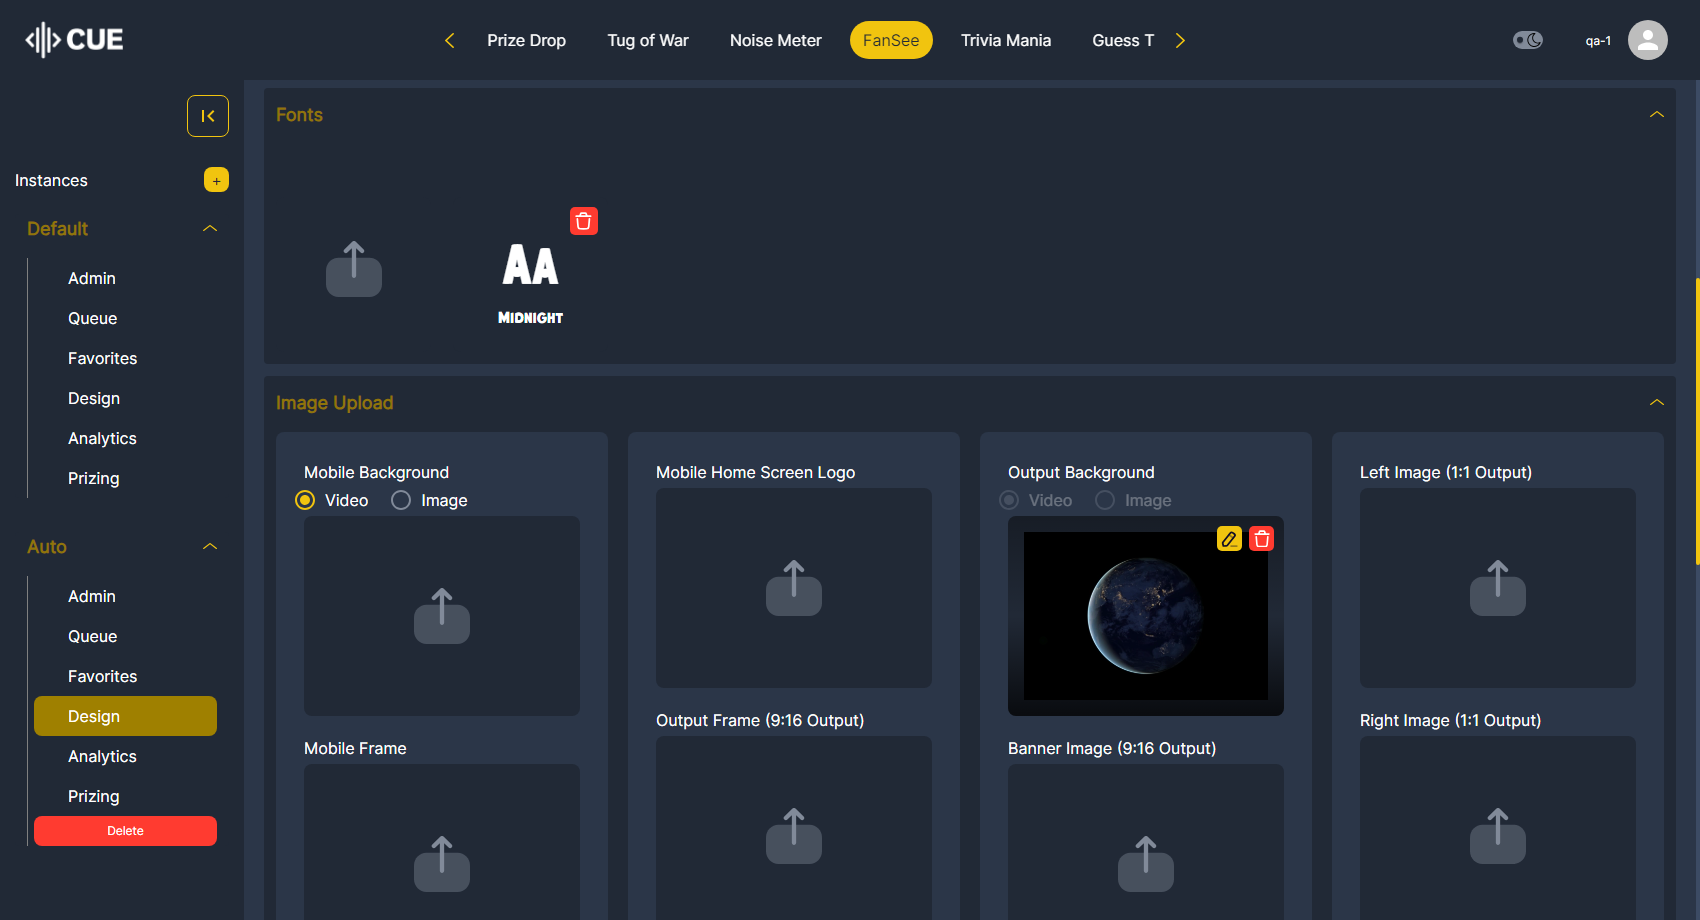 CUE
Prize Drop Tug of War Noise Meter FanSee Trivia Mania Guess T
qa-1
Instances +
Default
Admin
Queue
Favorites
Design
Analytics
Prizing
Auto
Admin
Queue
Favorites
Design
Analytics
Prizing
Delete
Fonts
AA
MIDNIGHT
Image Upload
Mobile Background
Video Image
Mobile Frame
Mobile Home Screen Logo
Output Frame (9:16 Output)
Output Background
Video Image
Banner Image (9:16 Output)
Left Image (1:1 Output)
Right Image (1:1 Output)